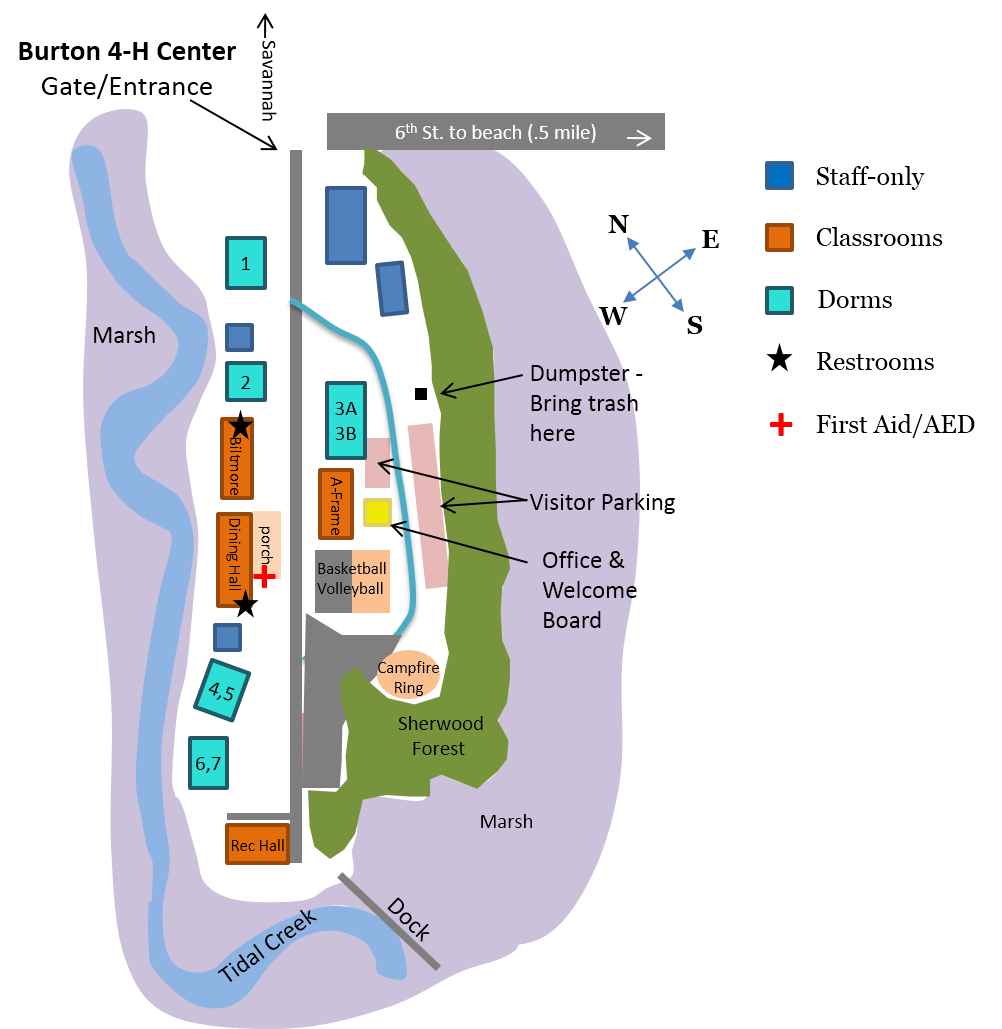 Savannah
Burton 4-H Center
Gate/Entrance
6th St. to beach (.5 mile)
Staff-only
Classrooms
Dorms
Restrooms
First Aid/AED
N
E
W
S
1
Marsh
2
3A
3B
Dumpster -
Bring trash
here
Biltmore
A-Frame
Visitor Parking
Dining Hall
porch
Office &
Welcome
Board
Basketball
Volleyball
4,5
Campfire
Ring
Sherwood
Forest
6,7
Marsh
Rec Hall
Dock
Tidal Creek